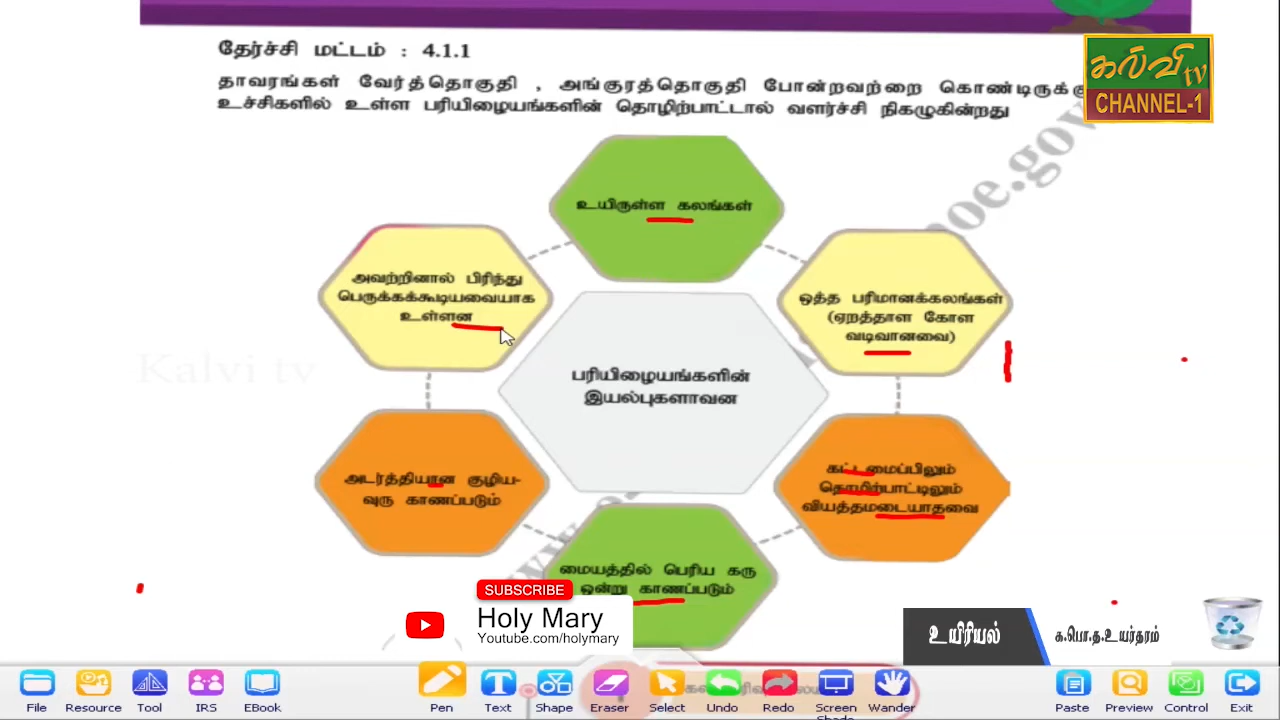 தேர்ச்சி மட்டம் : 4.1.1
தாவரங்கள் வேர்த்தொகுதி , அங்குரத்தொகுதி போன்றவற்றை
உச்சிகளில் உள்ள பரியிழையங்களின் தொழிற்பாட்டால் வளர்ச்சி நிகழுகின்றது
கல்வி tv
CHANNEL-1
உயிருள்ள கலங்கள்
அவற்றினால் பிரிந்து
பெருக்கக்கூடியவையாக
உள்ளன
ஒத்த பரிமானக்கலங்கள்
(ஏறத்தாள கோள
வடிவானவை)
பரியிழையங்களின்
இயல்புகளாவன
Kalvi tv
அடர்த்தியான குழிய-
வுரு காணப்படும்
கட்டமைப்பிலும்
தொழிற்பாட்டிலும்
வியத்தமடையாதவை
மையத்தில் பெரிய கரு
ஒன்று காணப்படும்
SUBSCRIBE
Holy Mary
Youtube.com/holymary
உயிரியல்
க.பொ.த.உயர்தரம்
File Resource Tool IRS EBook Pen Text Shape Eraser Select Undo Redo Screen Wander Paste Preview Control Exit